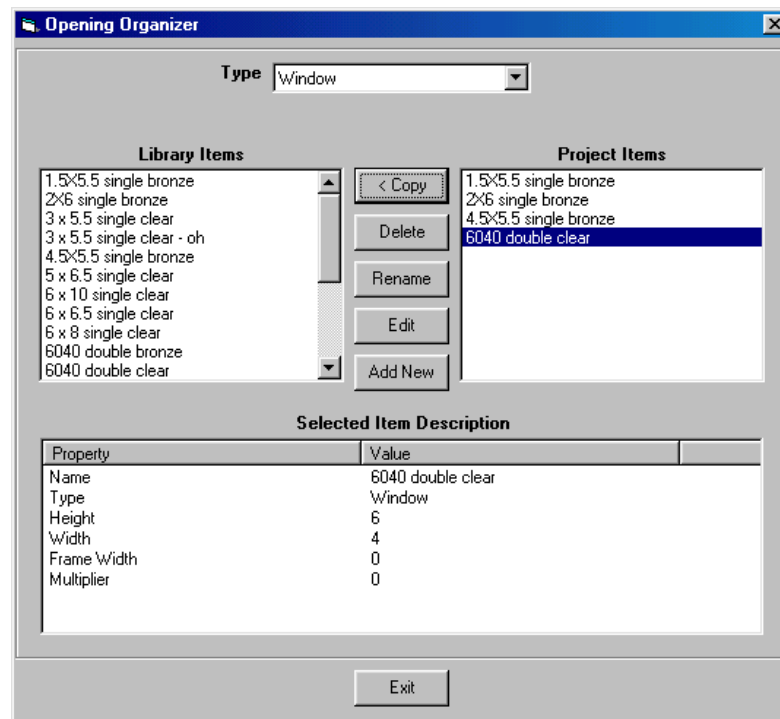 Opening Organizer
Type Window
Library Items
1.5X5.5 single bronze
2X6 single bronze
3 x 5.5 single clear
3 x 5.5 single clear - oh
4.5X5.5 single bronze
5 x 6.5 single clear
6 x 10 single clear
6 x 6.5 single clear
6 x 8 single clear
6040 double bronze
6040 double clear
< Copy
Delete
Rename
Edit
Add New
Project Items
1.5X5.5 single bronze
2X6 single bronze
4.5X5.5 single bronze
6040 double clear
Selected Item Description
Property Value
Name 6040 double clear
Type Window
Height 6
Width 4
Frame Width 0
Multiplier 0
Exit